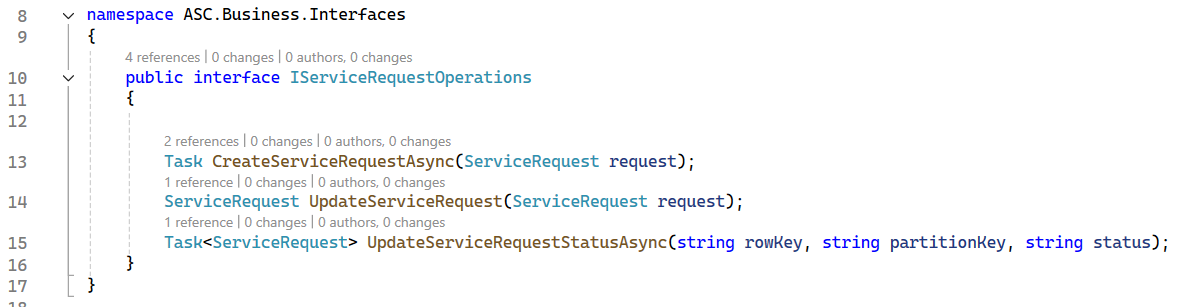 8 namespace ASC.Business.Interfaces
9 {
4 references | 0 changes | 0 authors, 0 changes
10 public interface IServiceRequestOperations
11 {
12
2 references | 0 changes | 0 authors, 0 changes
13 Task CreateServiceRequestAsync(ServiceRequest request);
1 reference | 0 changes | 0 authors, 0 changes
14 ServiceRequest UpdateServiceRequest(ServiceRequest request);
1 reference | 0 changes | 0 authors, 0 changes
15 Task<ServiceRequest> UpdateServiceRequestStatusAsync(string rowKey, string partitionKey, string status);
16 }
17 }
18